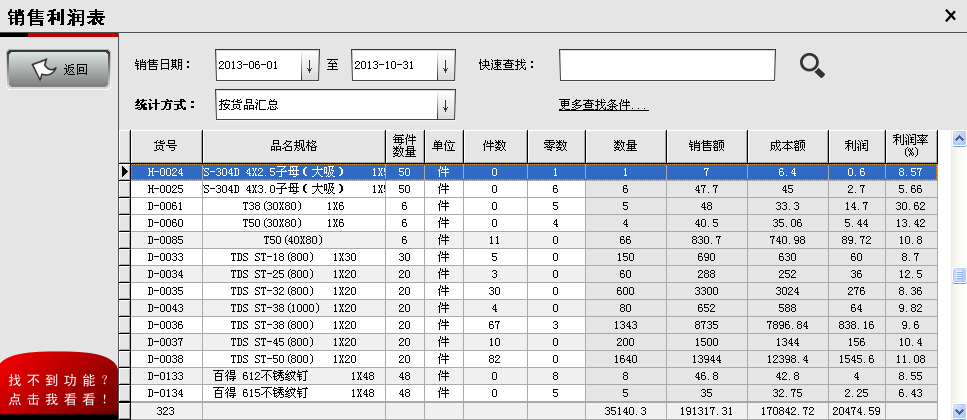 销售利润表
返回
销售日期： 2013-06-01 至 2013-10-31 快速查找：
统计方式： 按货品汇总 更多查找条件...
货号 品名规格 每件数量 单位 件数 零数 数量 销售额 成本额 利润 利润率(%)
H-0024 S-304D 4X2.5子母(大吸) 1X5 50 件 0 1 1 7 6.4 0.6 8.57
H-0025 S-304D 4X3.0子母(大吸) 1X5 50 件 0 6 6 47.7 45 2.7 5.66
D-0061 T38(30X80) 1X6 6 件 0 5 5 48 33.3 14.7 30.62
D-0060 T50(30X80) 1X6 6 件 0 4 4 40.5 35.06 5.44 13.42
D-0085 T50(40X80) 6 件 11 0 66 830.7 740.98 89.72 10.8
D-0033 TDS ST-18(800) 1X30 30 件 5 0 150 690 630 60 8.7
D-0034 TDS ST-25(800) 1X20 20 件 3 0 60 288 252 36 12.5
D-0035 TDS ST-32(800) 1X20 20 件 30 0 600 3300 3024 276 8.36
D-0043 TDS ST-38(1000) 1X20 20 件 4 0 80 652 588 64 9.82
D-0036 TDS ST-38(800) 1X20 20 件 67 3 1343 8735 7896.84 838.16 9.6
D-0037 TDS ST-45(800) 1X20 20 件 10 0 200 1500 1344 156 10.4
D-0038 TDS ST-50(800) 1X20 20 件 82 0 1640 13944 12398.4 1545.6 11.08
D-0133 百得 612不锈纹钉 1X48 48 件 0 8 8 46.8 42.8 4 8.55
D-0134 百得 615不锈纹钉 1X48 48 件 0 5 5 35 32.75 2.25 6.43
323 35140.3 191317.31 170842.72 20474.59
找不到功能？
点击我看看！